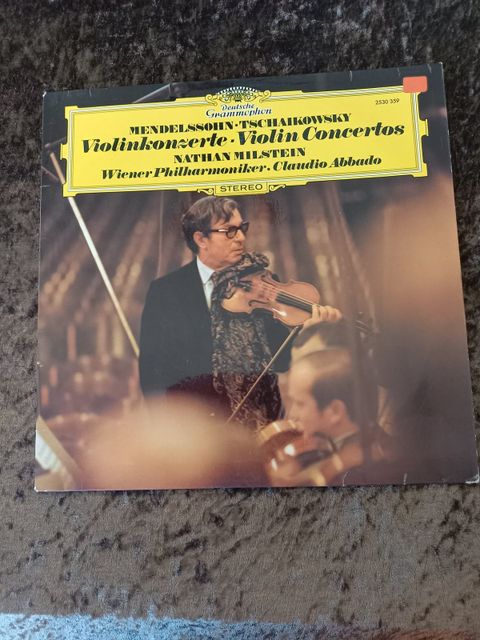 Deutsche
Grammophon
2530 359
MENDELSSOHN · TSCHAIKOWSKY
Violinkonzerte · Violin Concertos
NATHAN MILSTEIN
Wiener Philharmoniker · Claudio Abbado
STEREO